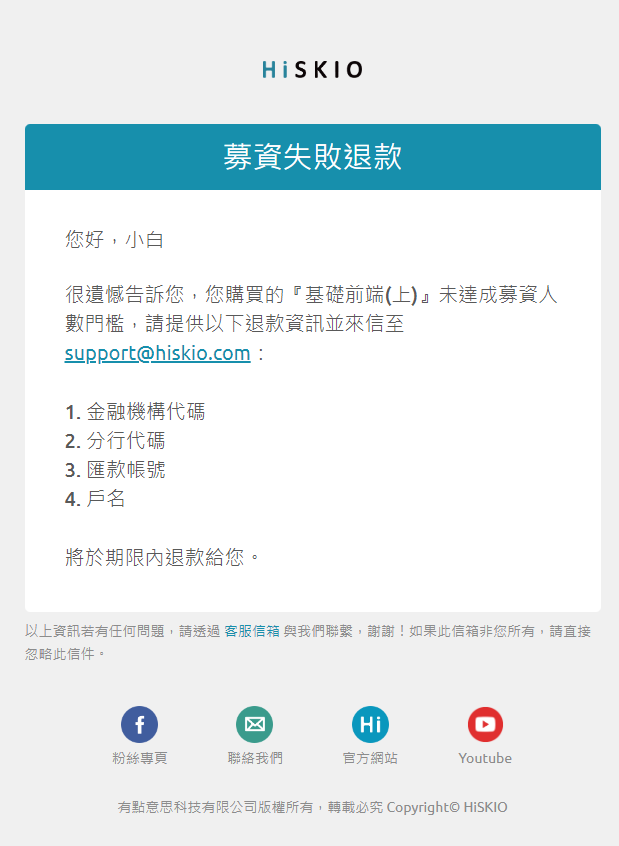 HiSKIO
募資失敗退款
您好，小白
很遺憾告訴您，您購買的『基礎前端(上)』未達成募資人
數門檻，請提供以下退款資訊並來信至
support@hiskio.com：
1. 金融機構代碼
2. 分行代碼
3. 匯款帳號
4. 戶名
將於期限內退款給您。
以上資訊若有任何問題，請透過 客服信箱 與我們聯繫，謝謝！如果此信箱非您所有，請直接
忽略此信件。
Hi
粉絲專頁 聯絡我們 官方網站 Youtube
有點意思科技有限公司版權所有，轉載必究 Copyright© HiSKIO